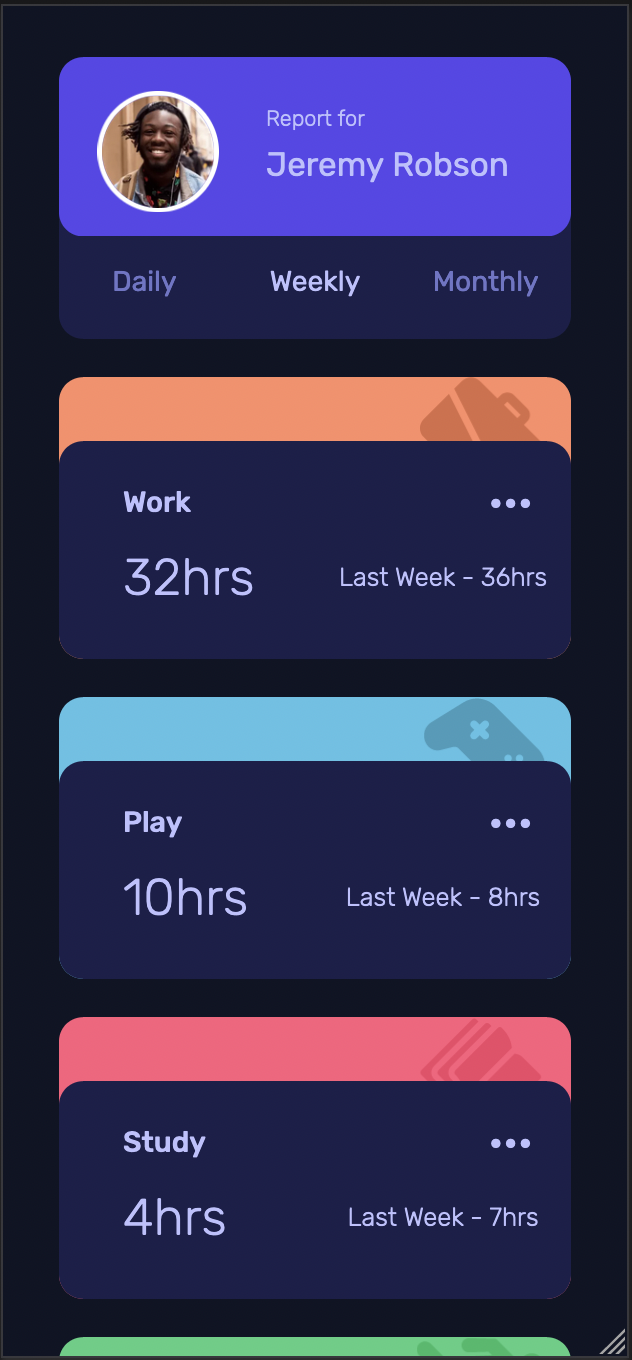 Report for
Jeremy Robson
Daily Weekly Monthly
Work
32hrs Last Week - 36hrs
Play
10hrs Last Week - 8hrs
Study
4hrs Last Week - 7hrs